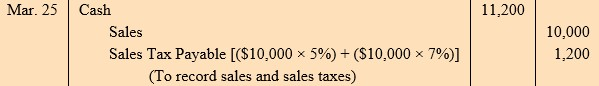 Mar. 25 Cash 11,200
Sales 10,000
Sales Tax Payable [($10,000 × 5%) + ($10,000 × 7%)] 1,200
(To record sales and sales taxes)